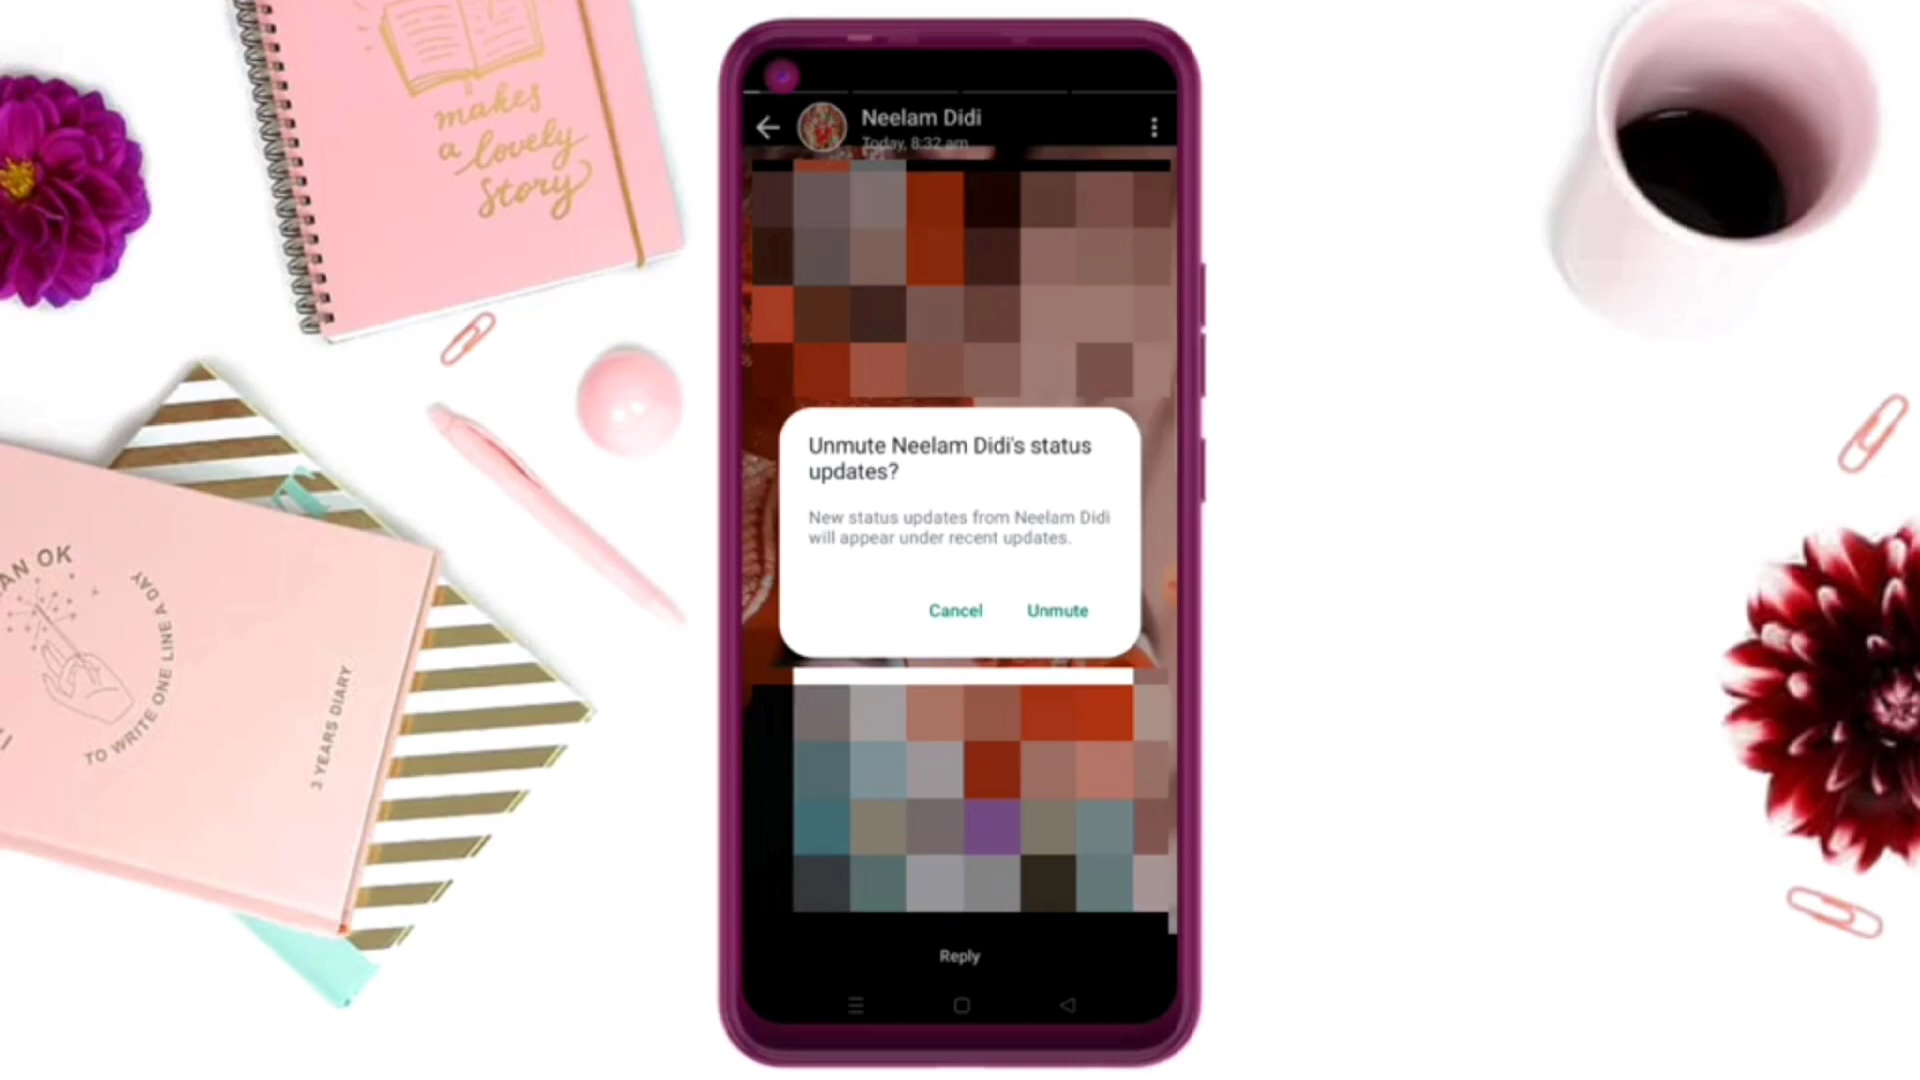 makes
a lovely
story
AN OK
TO WRITE ONE LINE A DAY
3 YEARS DIARY
Neelam Didi
Today, 8:32 am
Unmute Neelam Didi's status
updates?
New status updates from Neelam Didi
will appear under recent updates.
Cancel Unmute
Reply